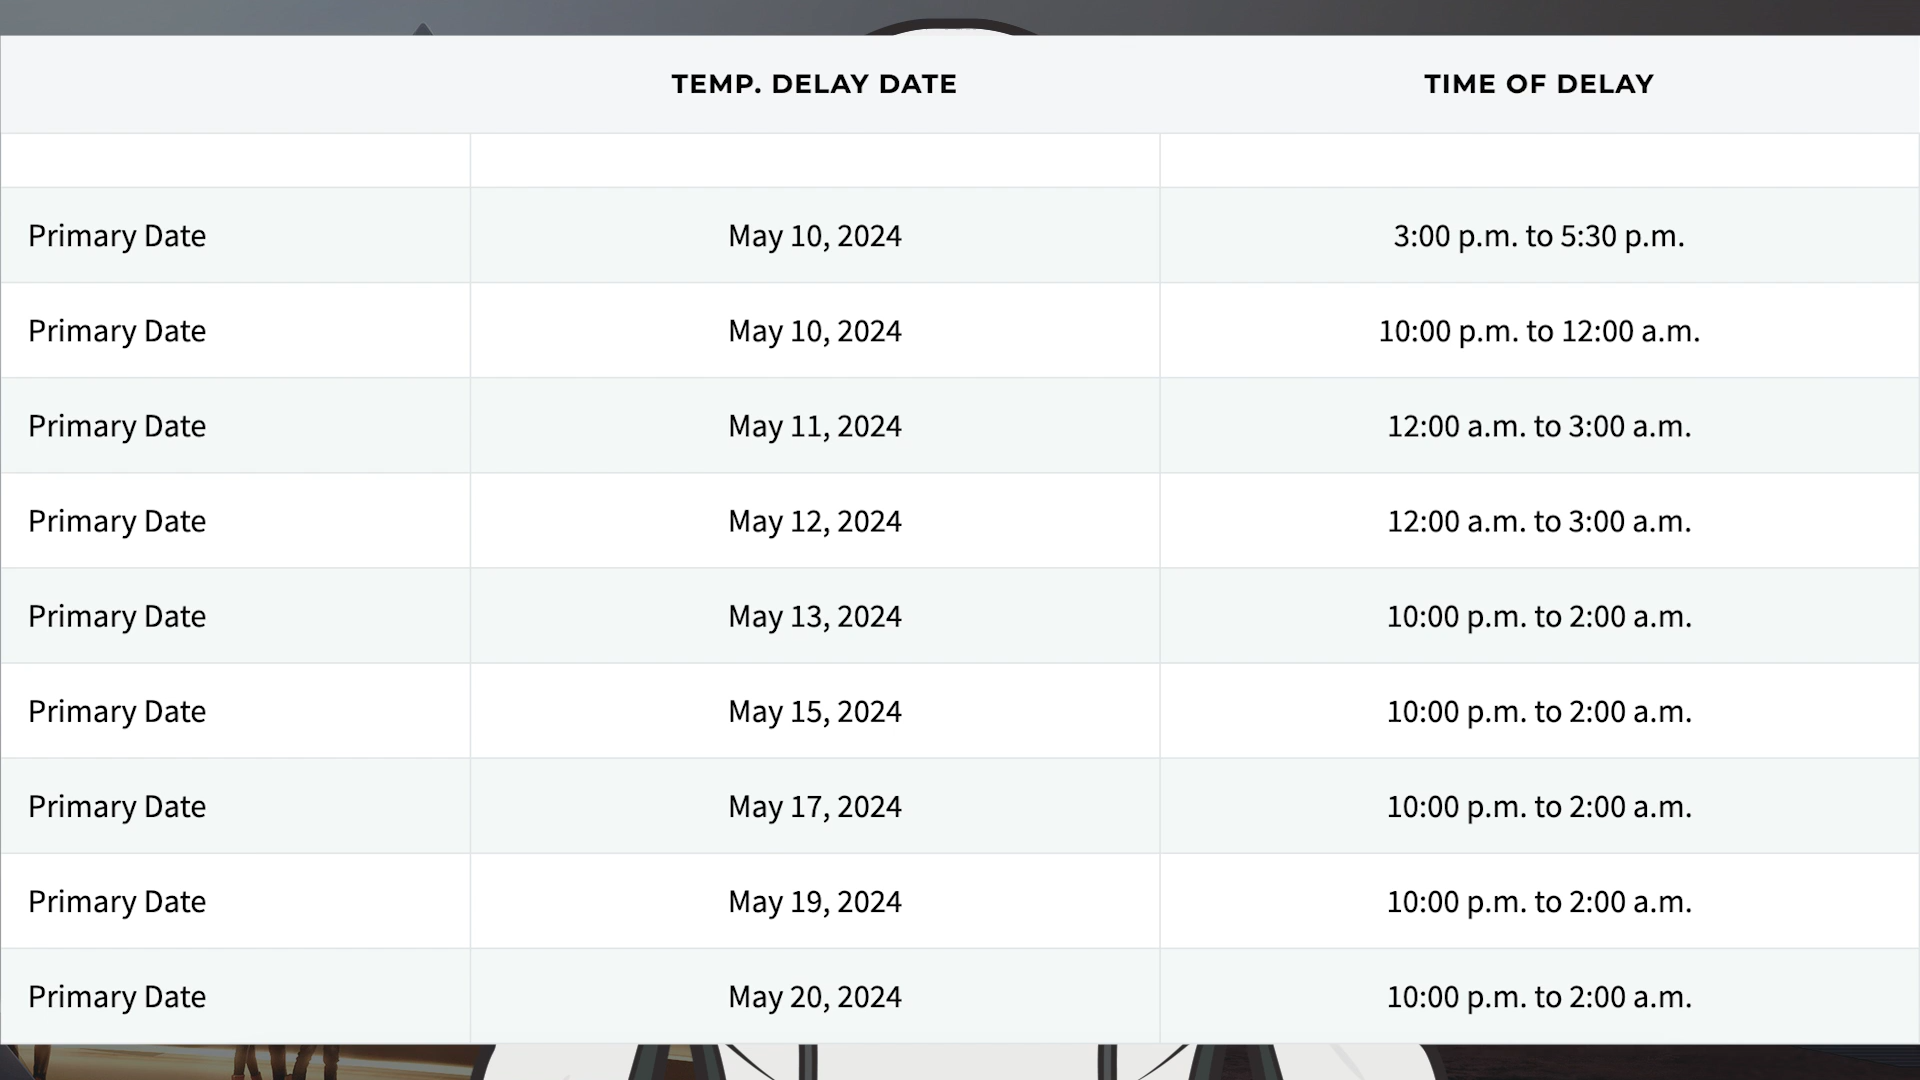 TEMP. DELAY DATE TIME OF DELAY
Primary Date May 10, 2024 3:00 p.m. to 5:30 p.m.
Primary Date May 10, 2024 10:00 p.m. to 12:00 a.m.
Primary Date May 11, 2024 12:00 a.m. to 3:00 a.m.
Primary Date May 12, 2024 12:00 a.m. to 3:00 a.m.
Primary Date May 13, 2024 10:00 p.m. to 2:00 a.m.
Primary Date May 15, 2024 10:00 p.m. to 2:00 a.m.
Primary Date May 17, 2024 10:00 p.m. to 2:00 a.m.
Primary Date May 19, 2024 10:00 p.m. to 2:00 a.m.
Primary Date May 20, 2024 10:00 p.m. to 2:00 a.m.